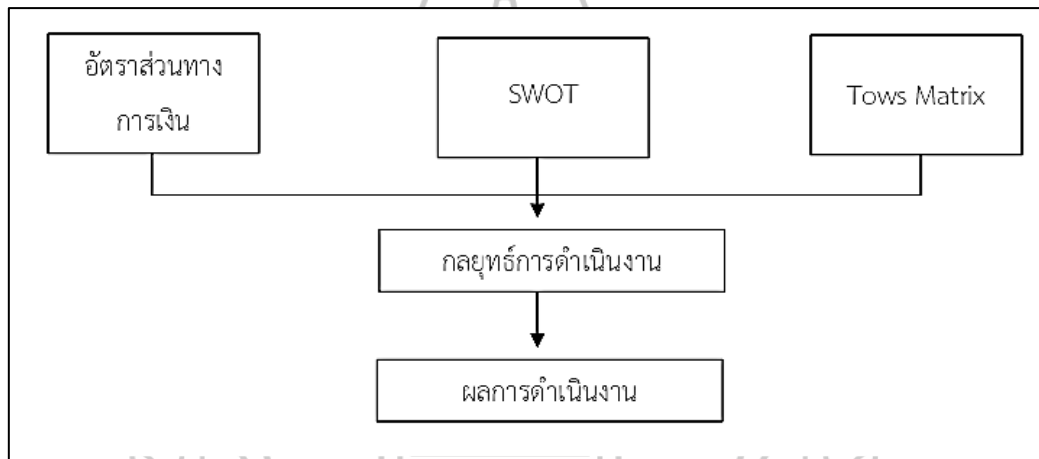 อัตราส่วนทาง
การเงิน
SWOT
Tows Matrix
กลยุทธ์การดำเนินงาน
ผลการดำเนินงาน